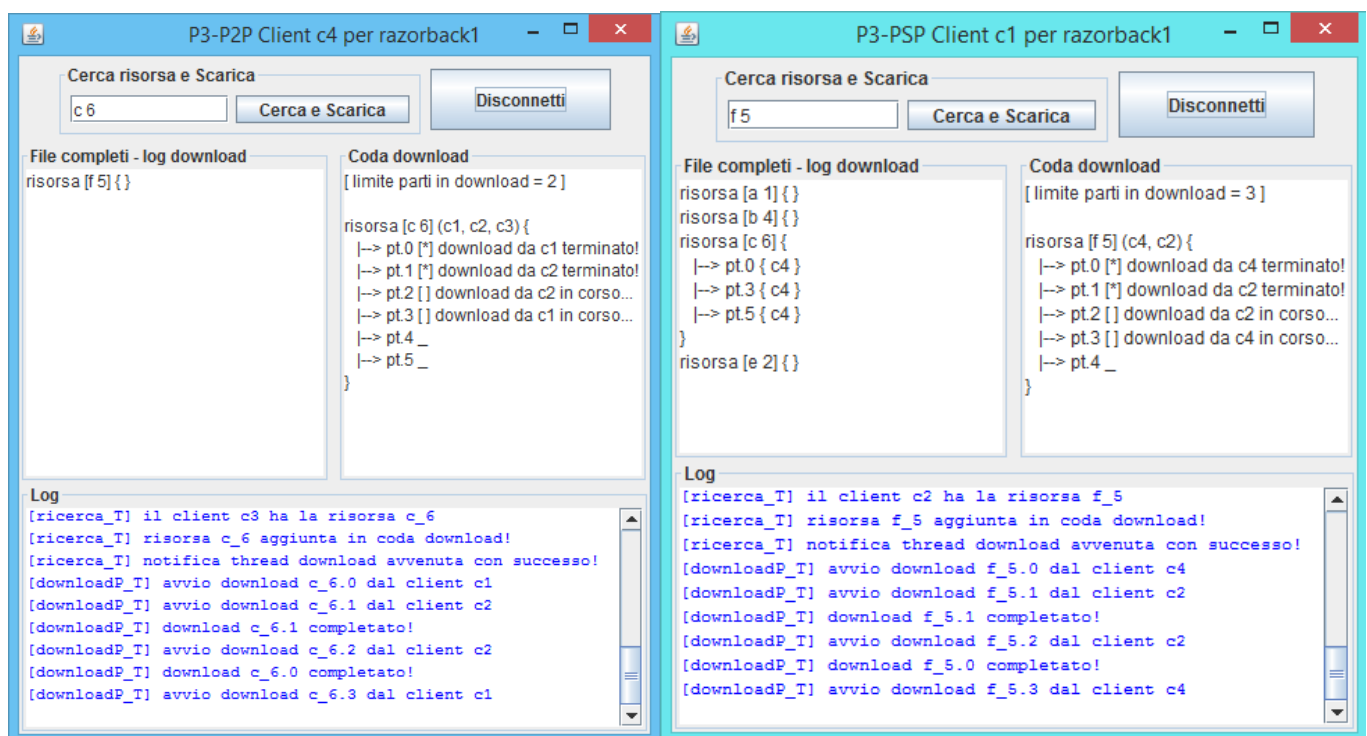 P3-P2P Client c4 per razorback1
Cerca risorsa e Scarica
c 6
Cerca e Scarica
Disconnetti
File completi - log download
risorsa [f 5] { }
Coda download
[ limite parti in download = 2 ]
risorsa [c 6] (c1, c2, c3) {
|--> pt.0 [*] download da c1 terminato!
|--> pt.1 [*] download da c2 terminato!
|--> pt.2 [ ] download da c2 in corso...
|--> pt.3 [ ] download da c1 in corso...
|--> pt.4 _
|--> pt.5 _
}
Log
[ricerca_T] il client c3 ha la risorsa c_6
[ricerca_T] risorsa c_6 aggiunta in coda download!
[ricerca_T] notifica thread download avvenuta con successo!
[downloadP_T] avvio download c_6.0 dal client c1
[downloadP_T] avvio download c_6.1 dal client c2
[downloadP_T] download c_6.1 completato!
[downloadP_T] avvio download c_6.2 dal client c2
[downloadP_T] download c_6.0 completato!
[downloadP_T] avvio download c_6.3 dal client c1
P3-PSP Client c1 per razorback1
Cerca risorsa e Scarica
f 5
Cerca e Scarica
Disconnetti
File completi - log download
risorsa [a 1] { }
risorsa [b 4] { }
risorsa [c 6] {
|--> pt.0 { c4 }
|--> pt.3 { c4 }
|--> pt.5 { c4 }
}
risorsa [e 2] { }
Coda download
[ limite parti in download = 3 ]
risorsa [f 5] (c4, c2) {
|--> pt.0 [*] download da c4 terminato!
|--> pt.1 [*] download da c2 terminato!
|--> pt.2 [ ] download da c2 in corso...
|--> pt.3 [ ] download da c4 in corso...
|--> pt.4 _
}
Log
[ricerca_T] il client c2 ha la risorsa f_5
[ricerca_T] risorsa f_5 aggiunta in coda download!
[ricerca_T] notifica thread download avvenuta con successo!
[downloadP_T] avvio download f_5.0 dal client c4
[downloadP_T] avvio download f_5.1 dal client c2
[downloadP_T] download f_5.1 completato!
[downloadP_T] avvio download f_5.2 dal client c2
[downloadP_T] download f_5.0 completato!
[downloadP_T] avvio download f_5.3 dal client c4